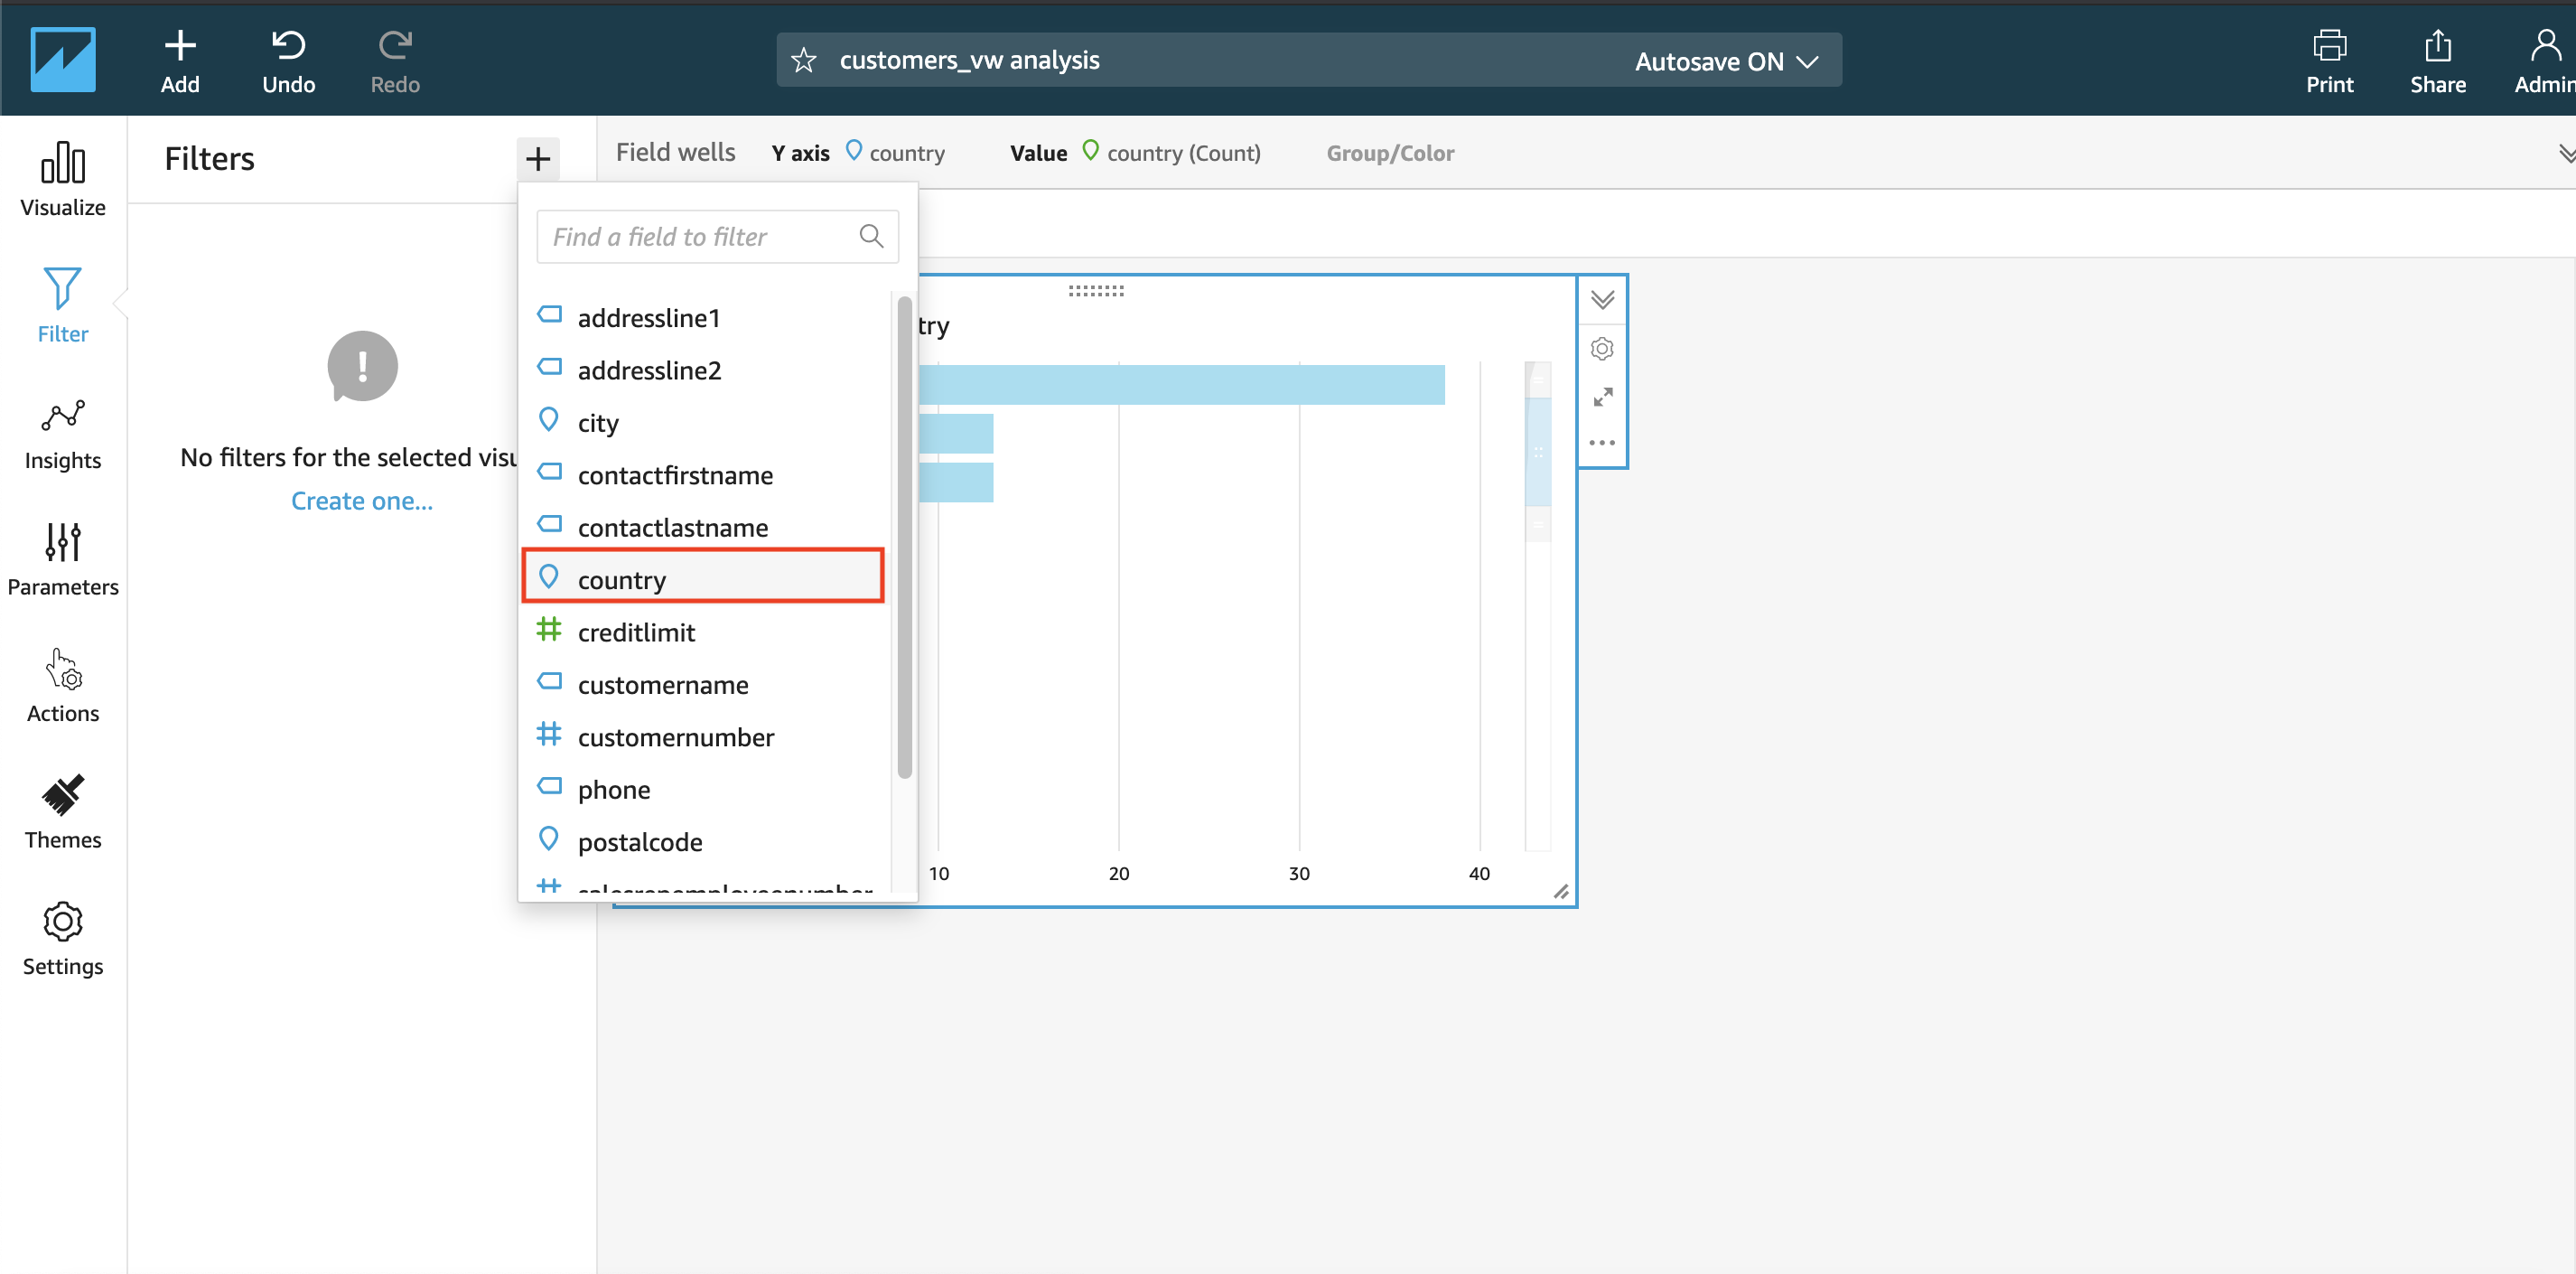 Add
Undo
Redo
customers_vw analysis
Autosave ON
Print
Share
Admin
Visualize
Filter
Insights
Parameters
Actions
Themes
Settings
Filters
No filters for the selected visu
Create one...
Field wells Y axis country Value country (Count) Group/Color
Find a field to filter
addressline1
addressline2
city
contactfirstname
contactlastname
country
creditlimit
customername
customernumber
phone
postalcode
salesrepemployeenumber
try
10 20 30 40